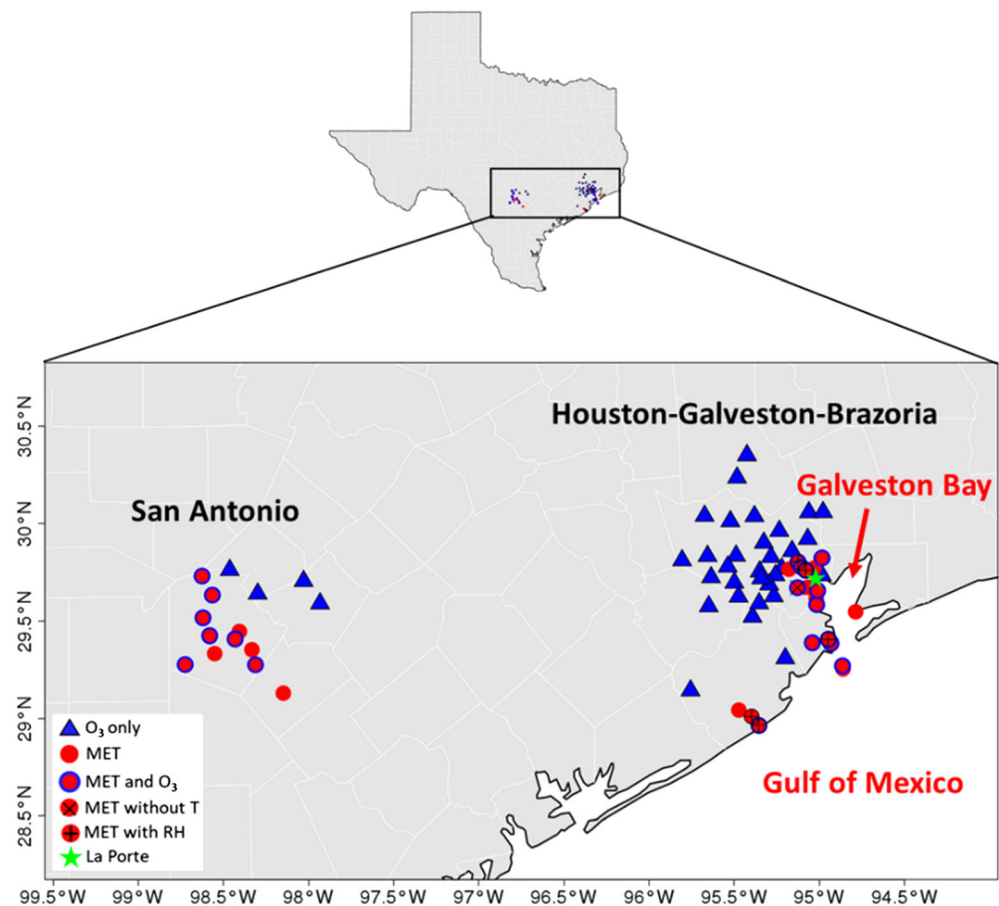 Houston-Galveston-Brazoria
Galveston Bay
San Antonio
Gulf of Mexico
O₃ only
MET
MET and O₃
MET without T
MET with RH
La Porte
30.5°N
30°N
29.5°N
29°N
28.5°N
99.5°W 99°W 98.5°W 98°W 97.5°W 97°W 96.5°W 96°W 95.5°W 95°W 94.5°W